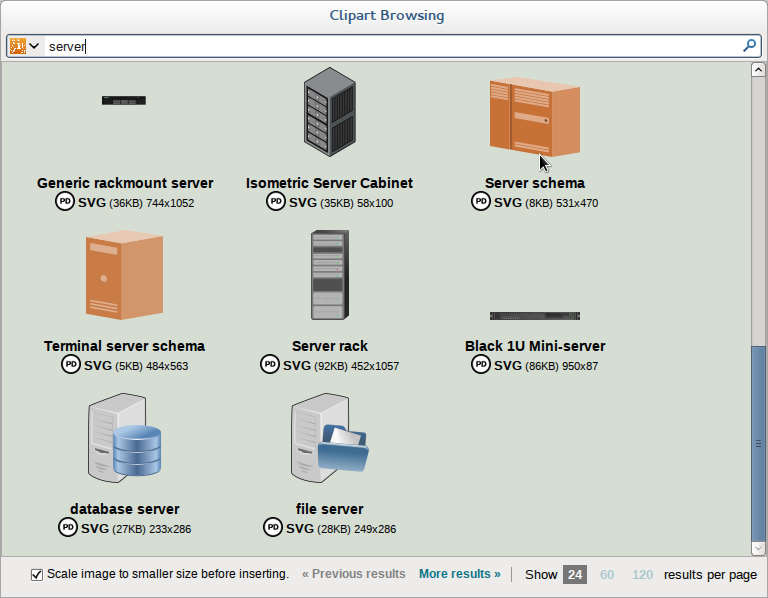 Clipart Browsing
server
Generic rackmount server
PD SVG (36KB) 744x1052
Isometric Server Cabinet
PD SVG (35KB) 58x100
Server schema
PD SVG (8KB) 531x470
Terminal server schema
PD SVG (5KB) 484x563
Server rack
PD SVG (92KB) 452x1057
Black 1U Mini-server
PD SVG (86KB) 950x87
database server
PD SVG (27KB) 233x286
file server
PD SVG (28KB) 249x286
Scale image to smaller size before inserting. « Previous results More results » Show 24 60 120 results per page